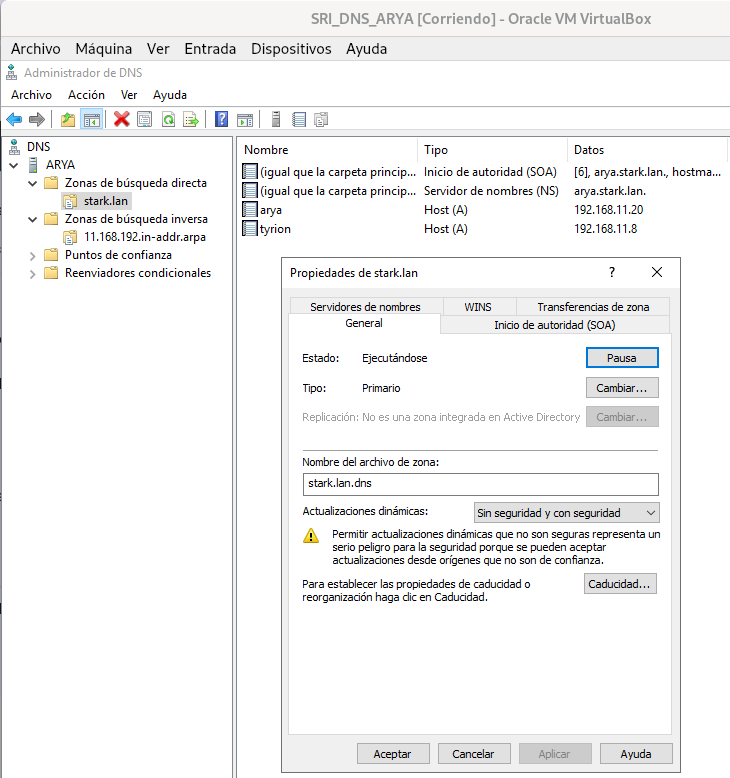 SRI_DNS_ARYA [Corriendo] - Oracle VM VirtualBox
Archivo Máquina Ver Entrada Dispositivos Ayuda
Administrador de DNS
Archivo Acción Ver Ayuda
DNS
ARYA
Zonas de búsqueda directa
stark.lan
Zonas de búsqueda inversa
11.168.192.in-addr.arpa
Puntos de confianza
Reenviadores condicionales
Nombre Tipo Datos
(igual que la carpeta princip... Inicio de autoridad (SOA) [6], arya.stark.lan., hostma...
(igual que la carpeta princip... Servidor de nombres (NS) arya.stark.lan.
arya Host (A) 192.168.11.20
tyrion Host (A) 192.168.11.8
Propiedades de stark.lan ?
Servidores de nombres WINS Transferencias de zona
General Inicio de autoridad (SOA)
Estado: Ejecutándose Pausa
Tipo: Primario Cambiar...
Replicación: No es una zona integrada en Active Directory Cambiar...
Nombre del archivo de zona:
stark.lan.dns
Actualizaciones dinámicas: Sin seguridad y con seguridad
Permitir actualizaciones dinámicas que no son seguras representa un
serio peligro para la seguridad porque se pueden aceptar
actualizaciones desde orígenes que no son de confianza.
Para establecer las propiedades de caducidad o Caducidad...
reorganización haga clic en Caducidad.
Aceptar Cancelar Aplicar Ayuda